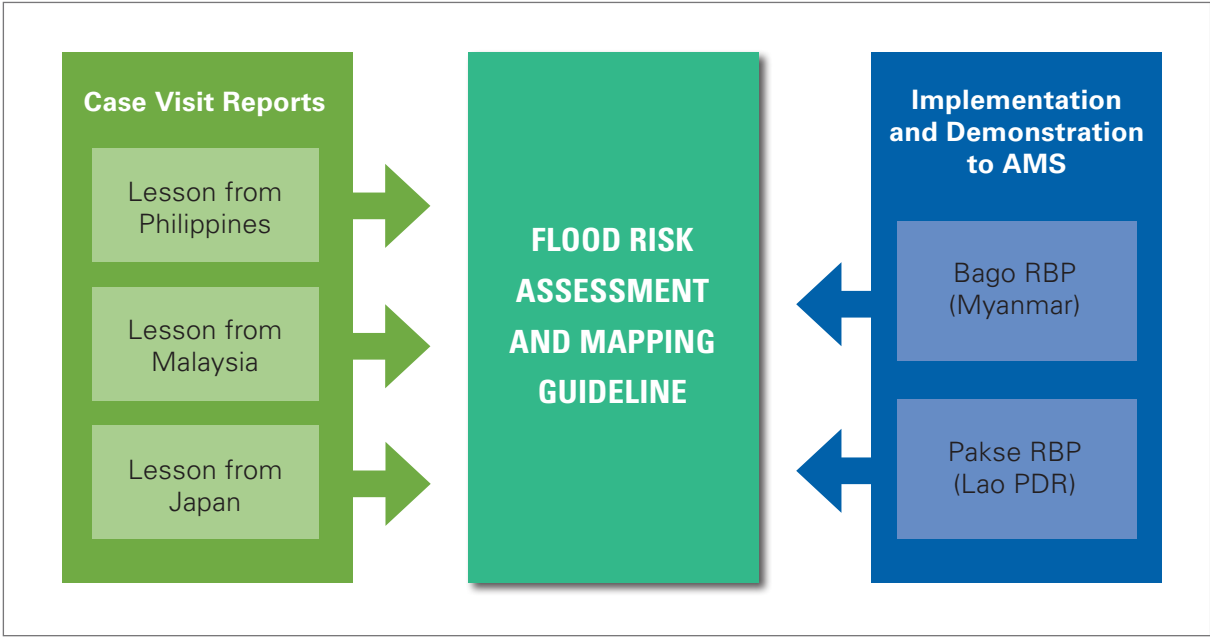 Case Visit Reports
Lesson from
Philippines
Lesson from
Malaysia
Lesson from
Japan
FLOOD RISK
ASSESSMENT
AND MAPPING
GUIDELINE
Implementation
and Demonstration
to AMS
Bago RBP
(Myanmar)
Pakse RBP
(Lao PDR)